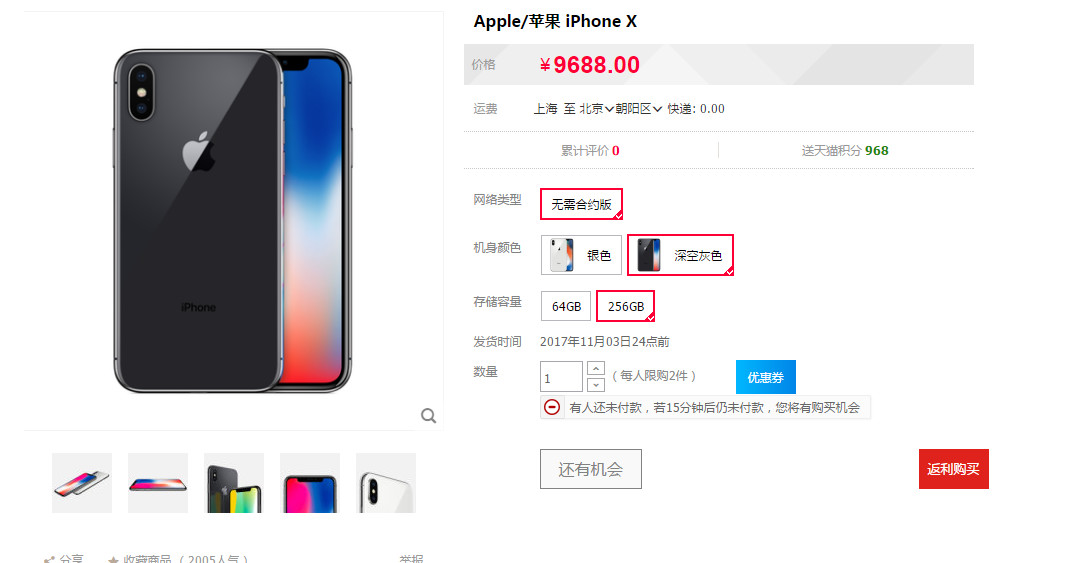 Apple/苹果 iPhone X
价格 ¥9688.00
运费 上海 至 北京 朝阳区 快递: 0.00
累计评价 0 送天猫积分 968
网络类型 无需合约版
机身颜色 银色 深空灰色
存储容量 64GB 256GB
发货时间 2017年11月03日24点前
数量 1 (每人限购2件) 优惠券
有人还未付款，若15分钟后仍未付款，您将有购买机会
还有机会 返利购买
iPhone
分享 收藏商品 (2005人气) 举报